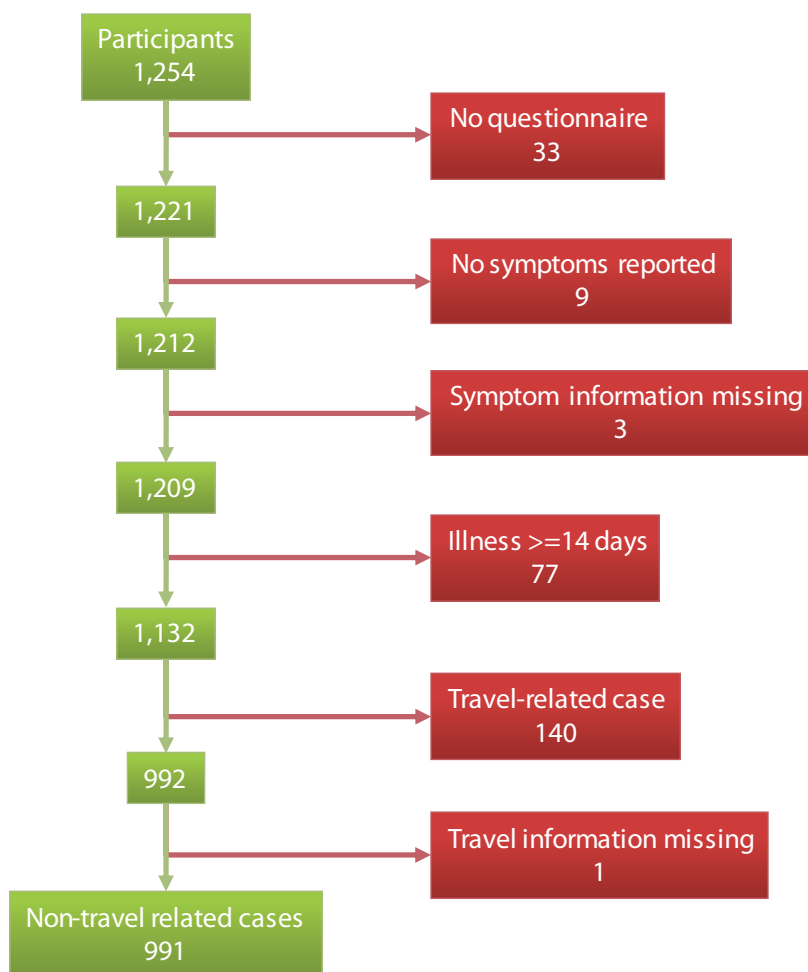 Participants
1,254
No questionnaire
33
1,221
No symptoms reported
9
1,212
Symptom information missing
3
1,209
Illness >=14 days
77
1,132
Travel-related case
140
992
Travel information missing
1
Non-travel related cases
991